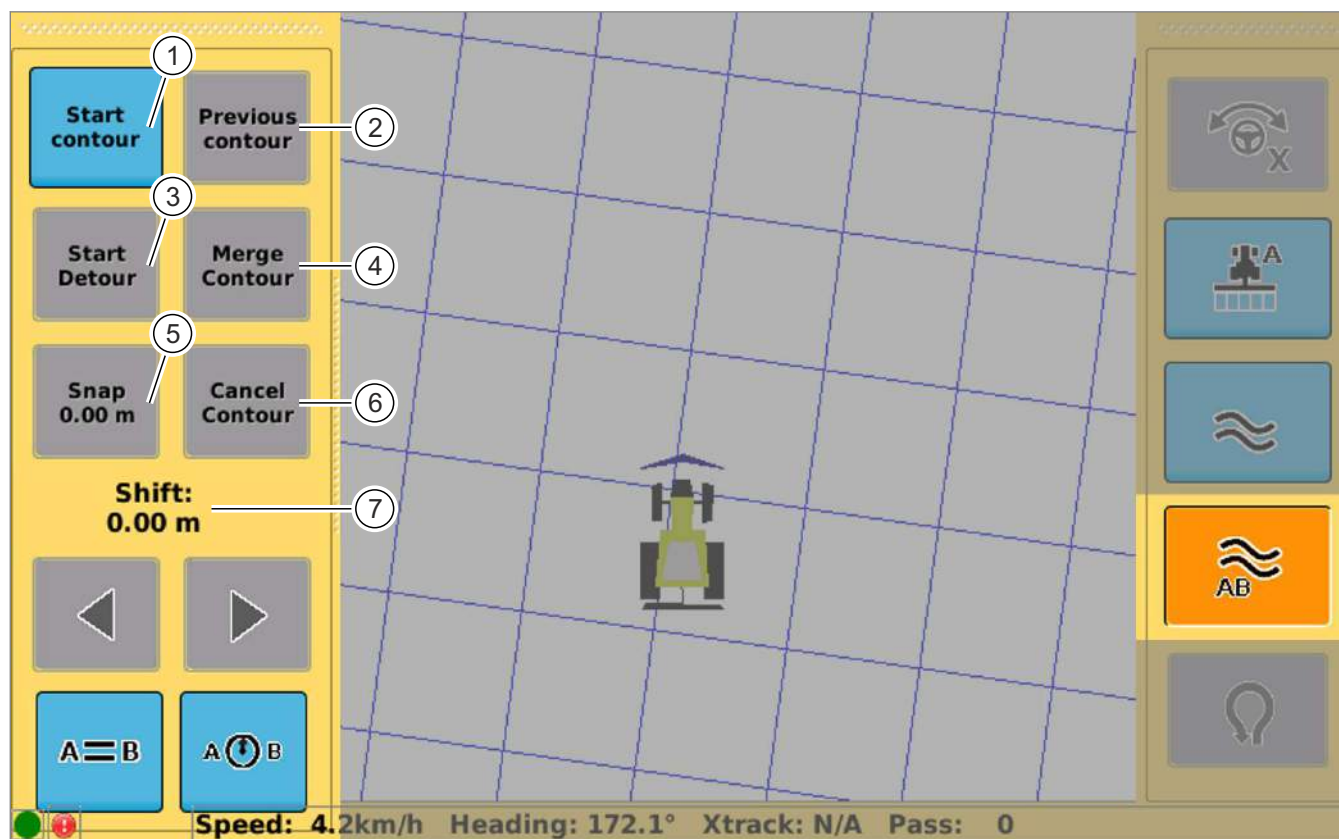 1
Start
contour
Previous
contour
2
3
Start
Detour
Merge
Contour
4
5
Snap
0.00 m
Cancel
Contour
6
Shift:
0.00 m
7
A B
A B
X
A
AB
Speed: 4.2km/h Heading: 172.1° Xtrack: N/A Pass: 0